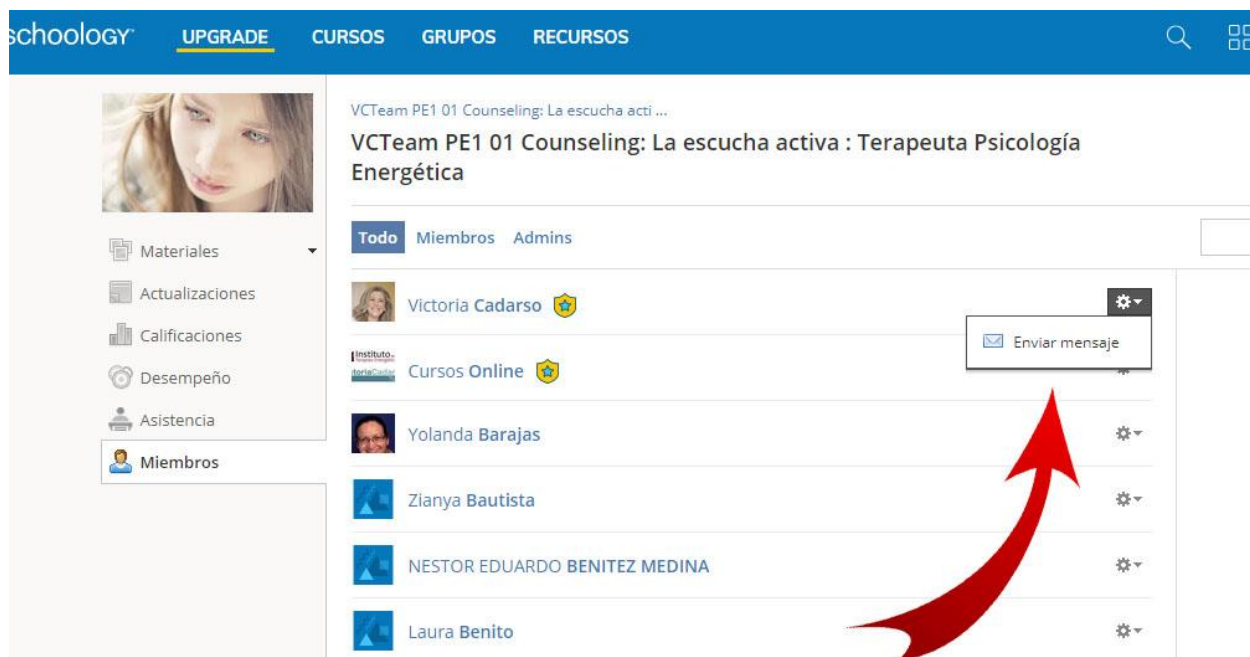 schoology UPGRADE CURSOS GRUPOS RECURSOS
VCTeam PE1 01 Counseling: La escucha acti ...
VCTeam PE1 01 Counseling: La escucha activa : Terapeuta Psicología
Energética
Materiales
Actualizaciones
Calificaciones
Desempeño
Asistencia
Miembros
Todo Miembros Admins
Victoria Cadarso
Enviar mensaje
Instituto
Cursos Online
Yolanda Barajas
Zianya Bautista
NESTOR EDUARDO BENITEZ MEDINA
Laura Benito